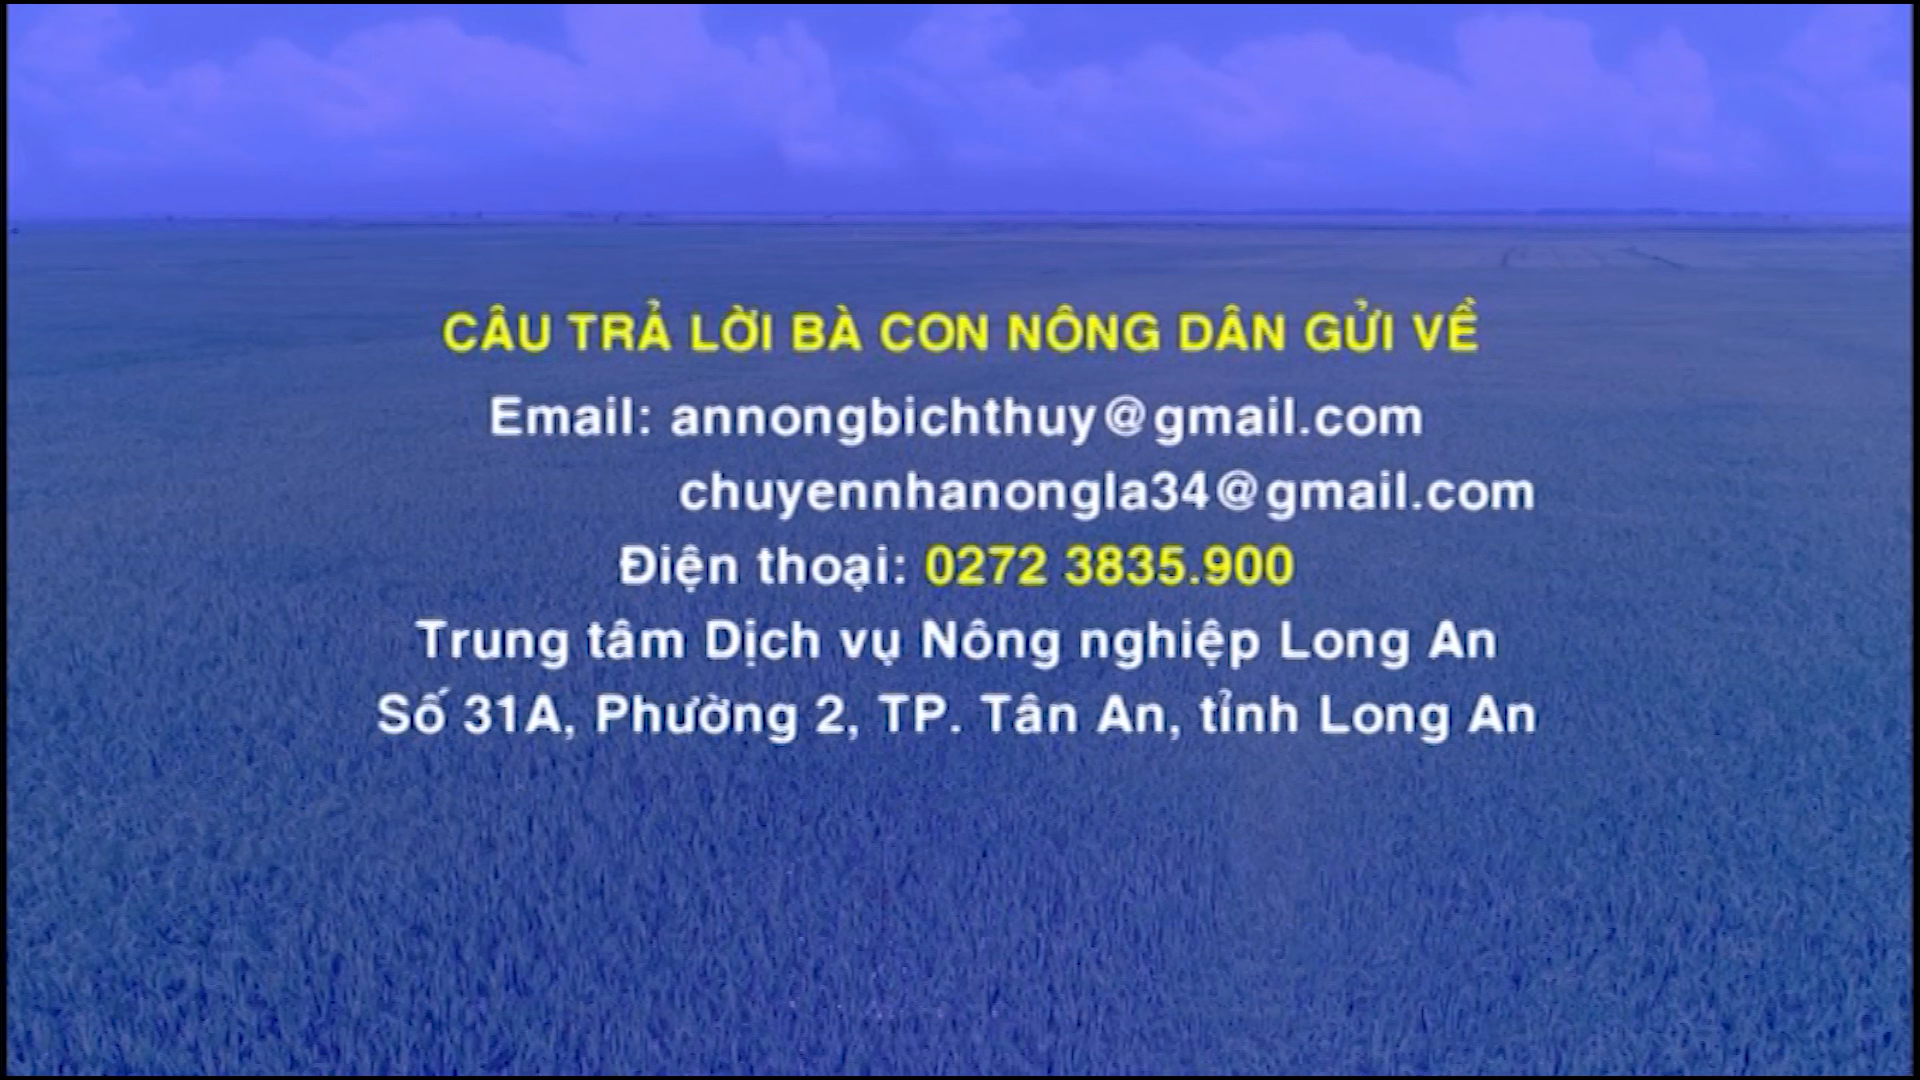 CÂU TRẢ LỜI BÀ CON NÔNG DÂN GỬI VỀ
Email: annongbichthuy@gmail.com
chuyennhanongla34@gmail.com
Điện thoại: 0272 3835.900
Trung tâm Dịch vụ Nông nghiệp Long An
Số 31A, Phường 2, TP. Tân An, tỉnh Long An